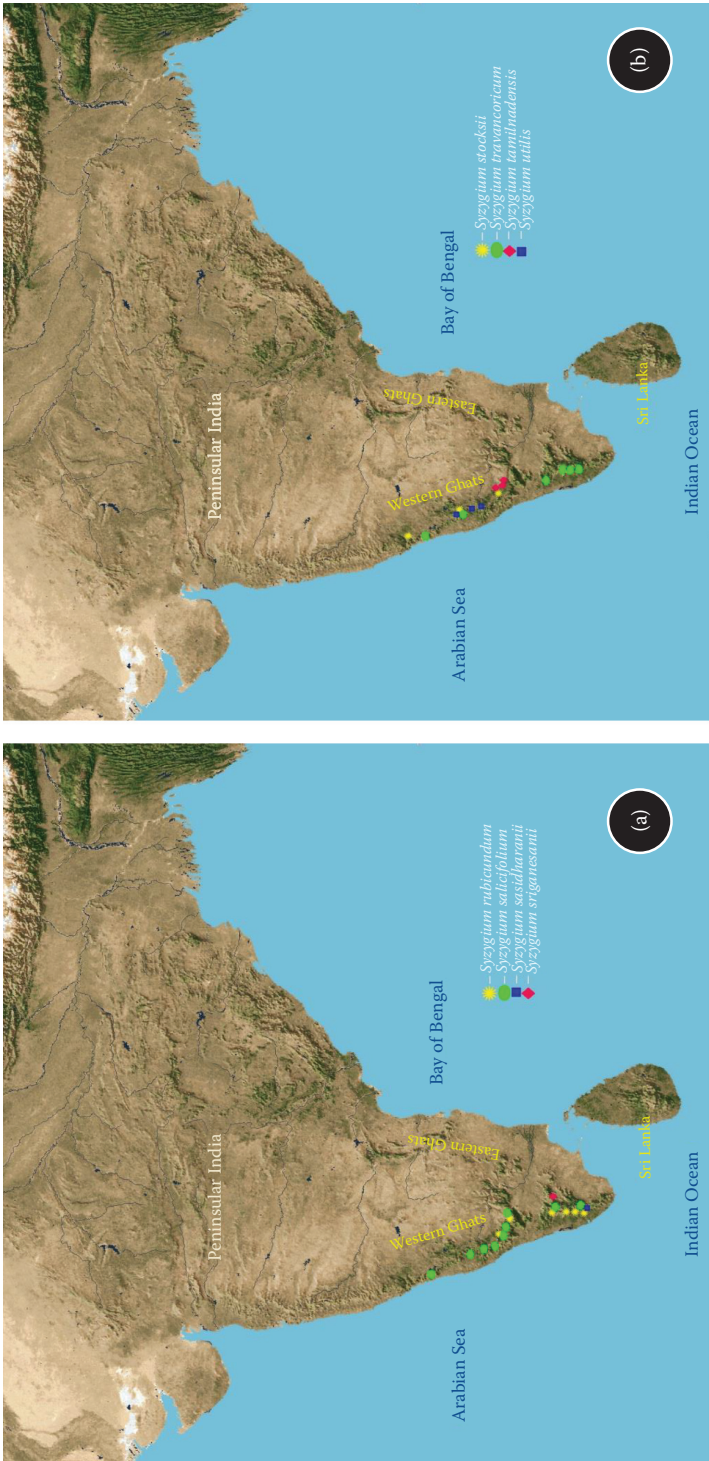 Peninsular India
Western Ghats
Eastern Ghats
Arabian Sea
Bay of Bengal
– Syzygium rubicundum
– Syzygium salicifolium
– Syzygium sasidharanii
– Syzygium sriganesanii
Sri Lanka
Indian Ocean
(a)
Peninsular India
Western Ghats
Eastern Ghats
Arabian Sea
Bay of Bengal
– Syzygium stocksii
– Syzygium travancoricum
– Syzygium tamilnadensis
– Syzygium utilis
Sri Lanka
Indian Ocean
(b)